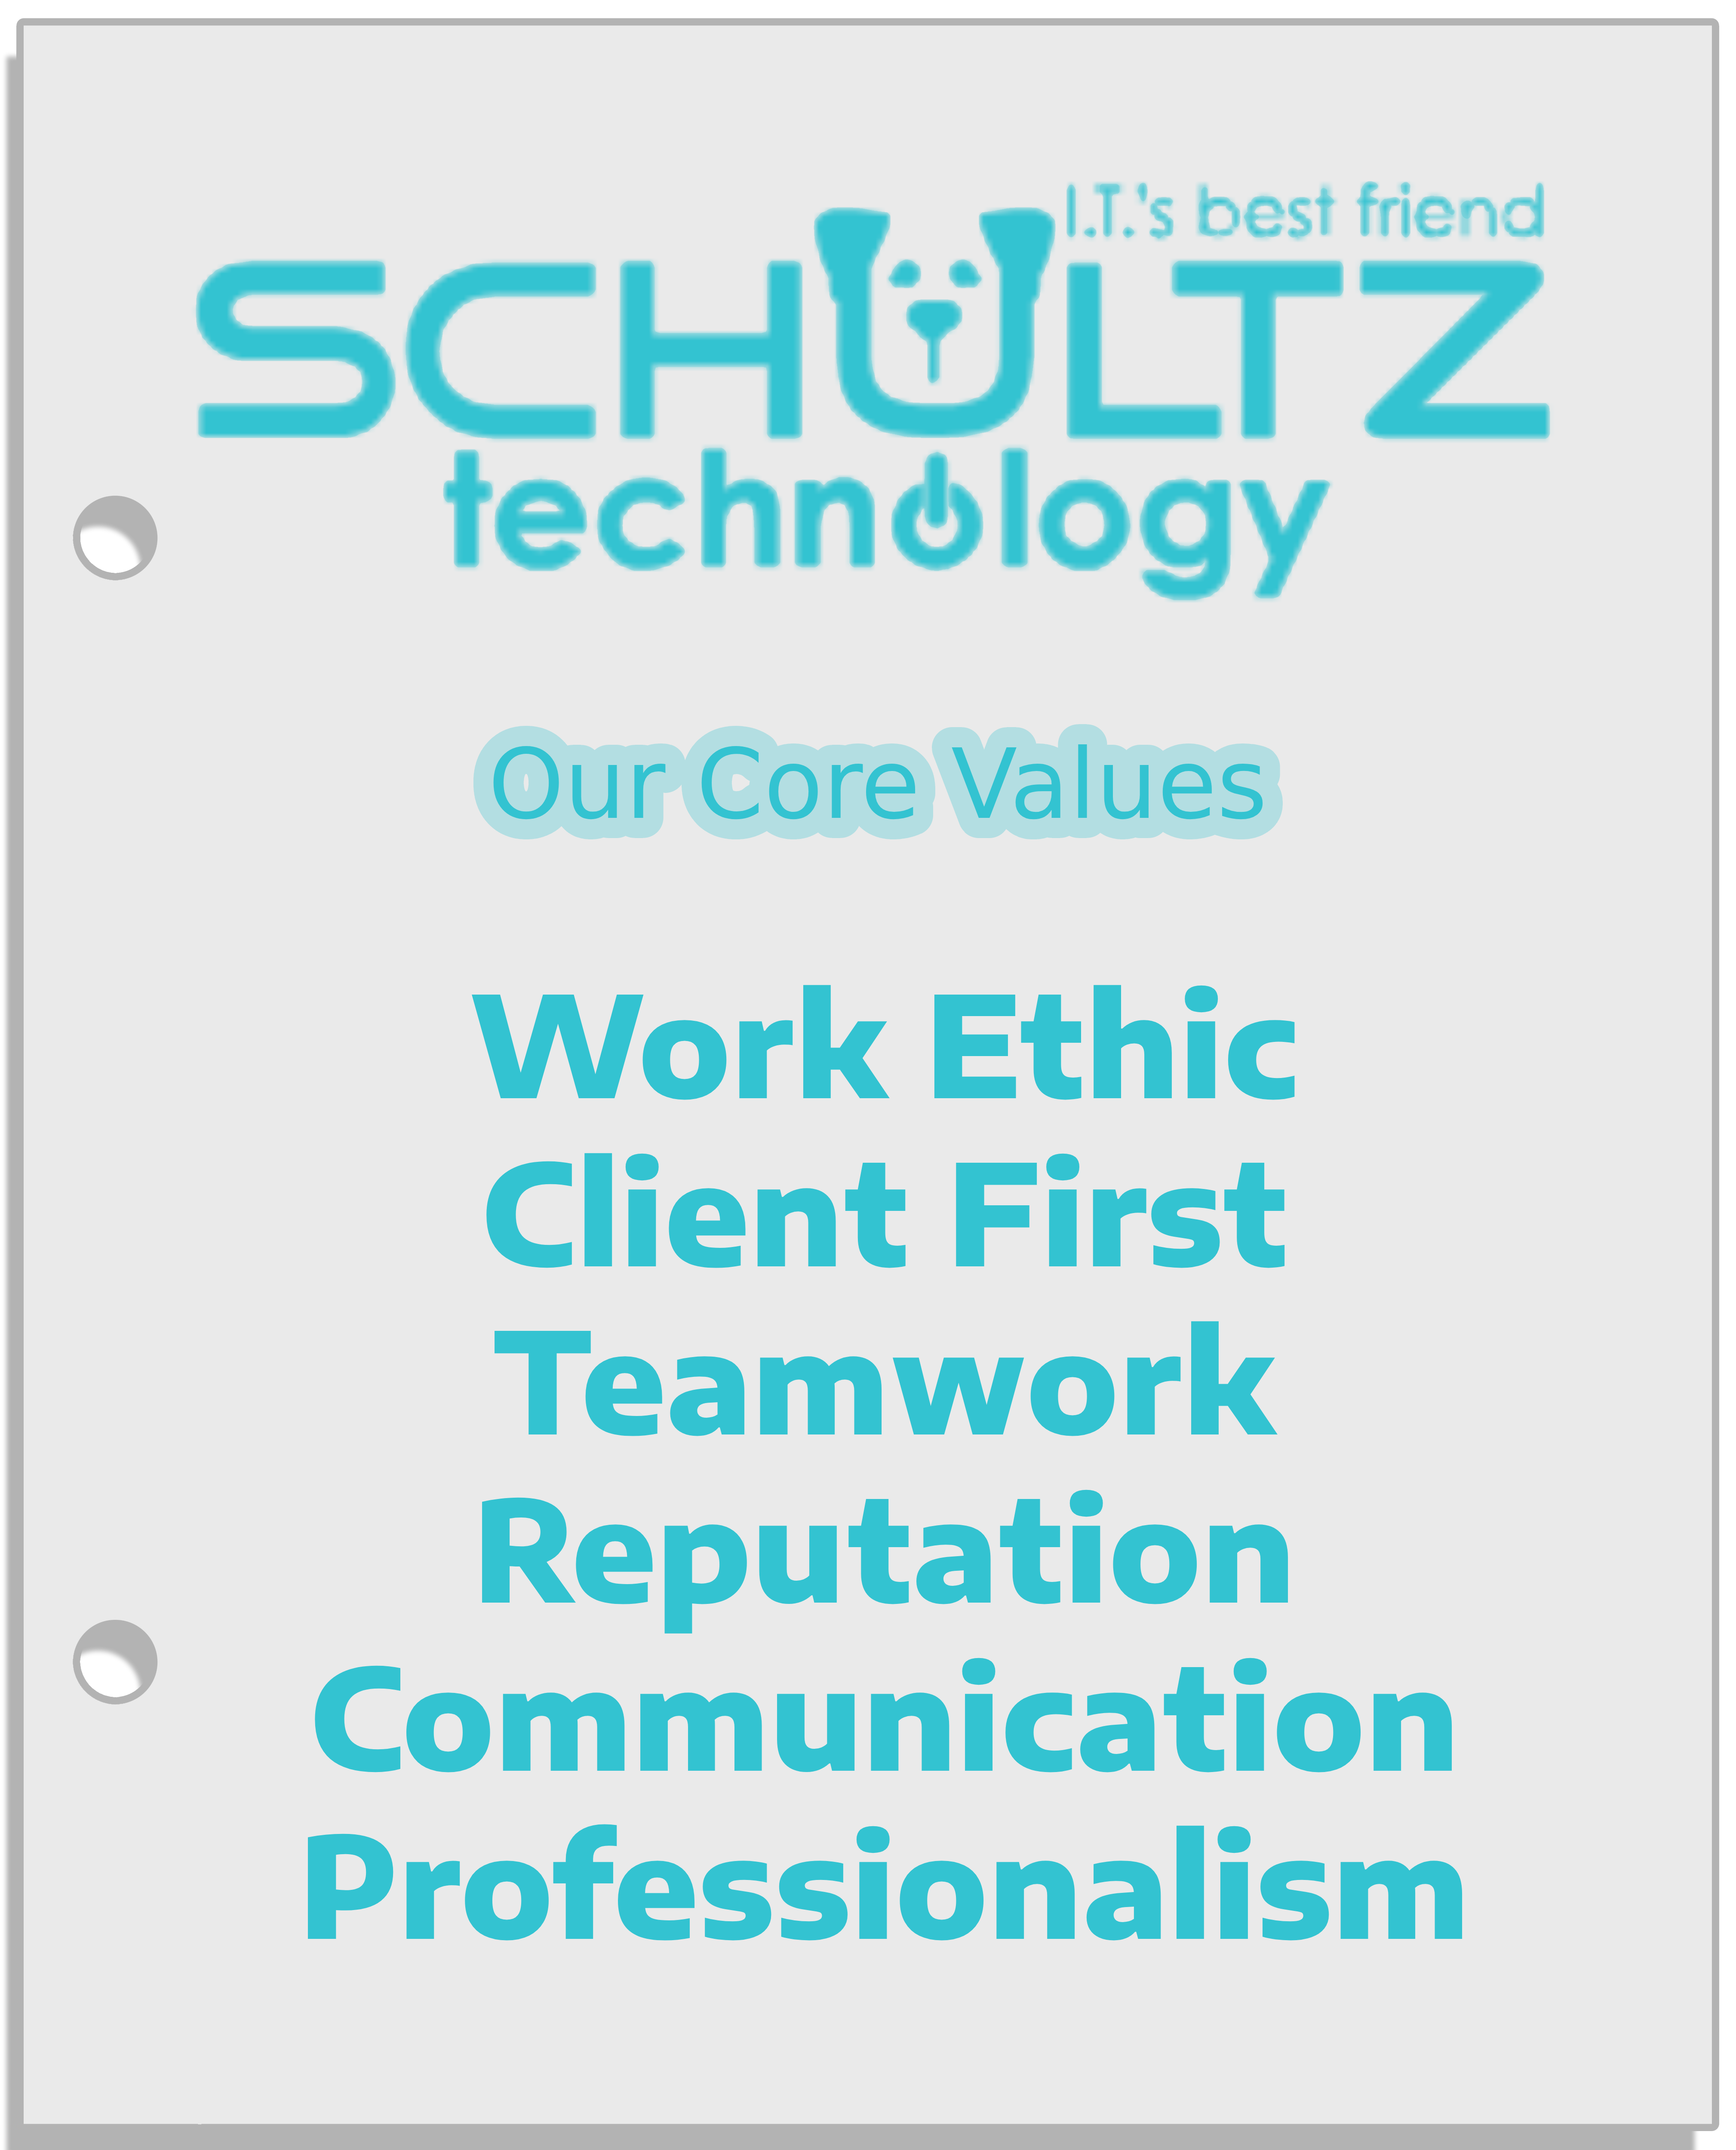 I.T.'s best friend
SCHULTZ
technology
Our Core Values
Work Ethic
Client First
Teamwork
Reputation
Communication
Professionalism